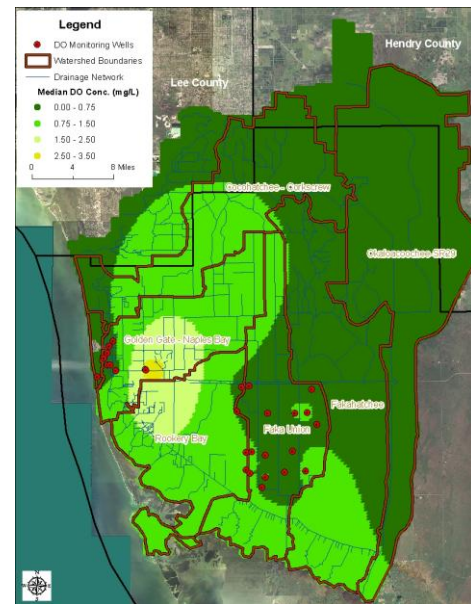 Legend
DO Monitoring Wells
Watershed Boundaries
Drainage Network
Median DO Conc. (mg/L)
0.00 - 0.75
0.75 - 1.50
1.50 - 2.50
2.50 - 3.50
0 4 8 Miles
Hendry County
Lee County
Cocohatchee - Corkscrew
Okaloacoochee-SR29
Golden Gate - Naples Bay
Fakahatchee
Faka Union
Rookery Bay